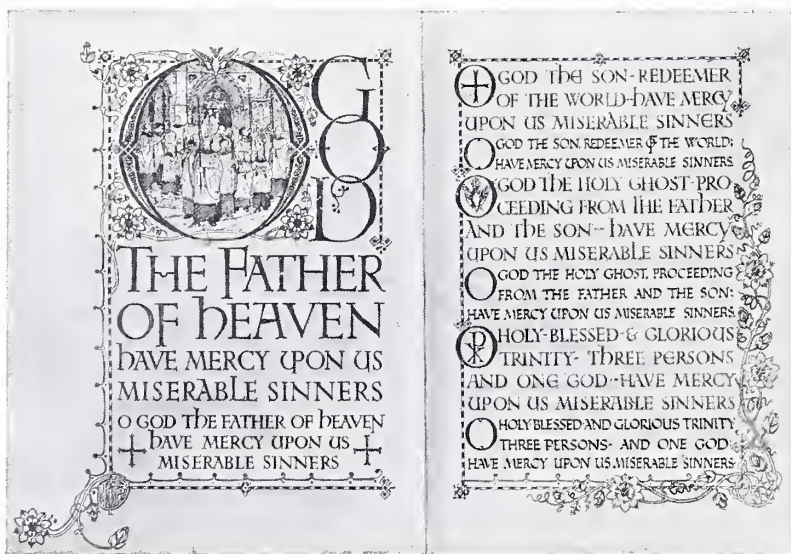 O GOD
THE FATHER
OF hEAVEN
hAVE MERCY UPON US
MISERABLE SINNERS
O GOD ThE FATHER OF hEAVEN
hAVE MERCY UPON US
MISERABLE SINNERS
O GOD ThE SON-REDEEMER
OF THE WORLD-hAVE MERCY
UPON US MISERABLE SINNERS
O GOD THE SON, REDEEMER OF THE WORLD:
HAVE MERCY UPON US MISERABLE SINNERS.
O GOD ThE HOLY GHOST-PRO
CEEDING FROM ThE FATHER
AND ThE SON-hAVE MERCY
UPON US MISERABLE SINNERS
O GOD THE HOLY GHOST, PROCEEDING
FROM THE FATHER AND THE SON:
HAVE MERCY UPON US MISERABLE SINNERS.
O HOLY-BLESSED-& GLORIOUS
TRINITY-ThREE PERSONS
AND ONE GOD-hAVE MERCY
UPON US MISERABLE SINNERS
O HOLY BLESSED AND GLORIOUS TRINITY
THREE PERSONS- AND ONE GOD:
HAVE MERCY UPON US MISERABLE SINNERS